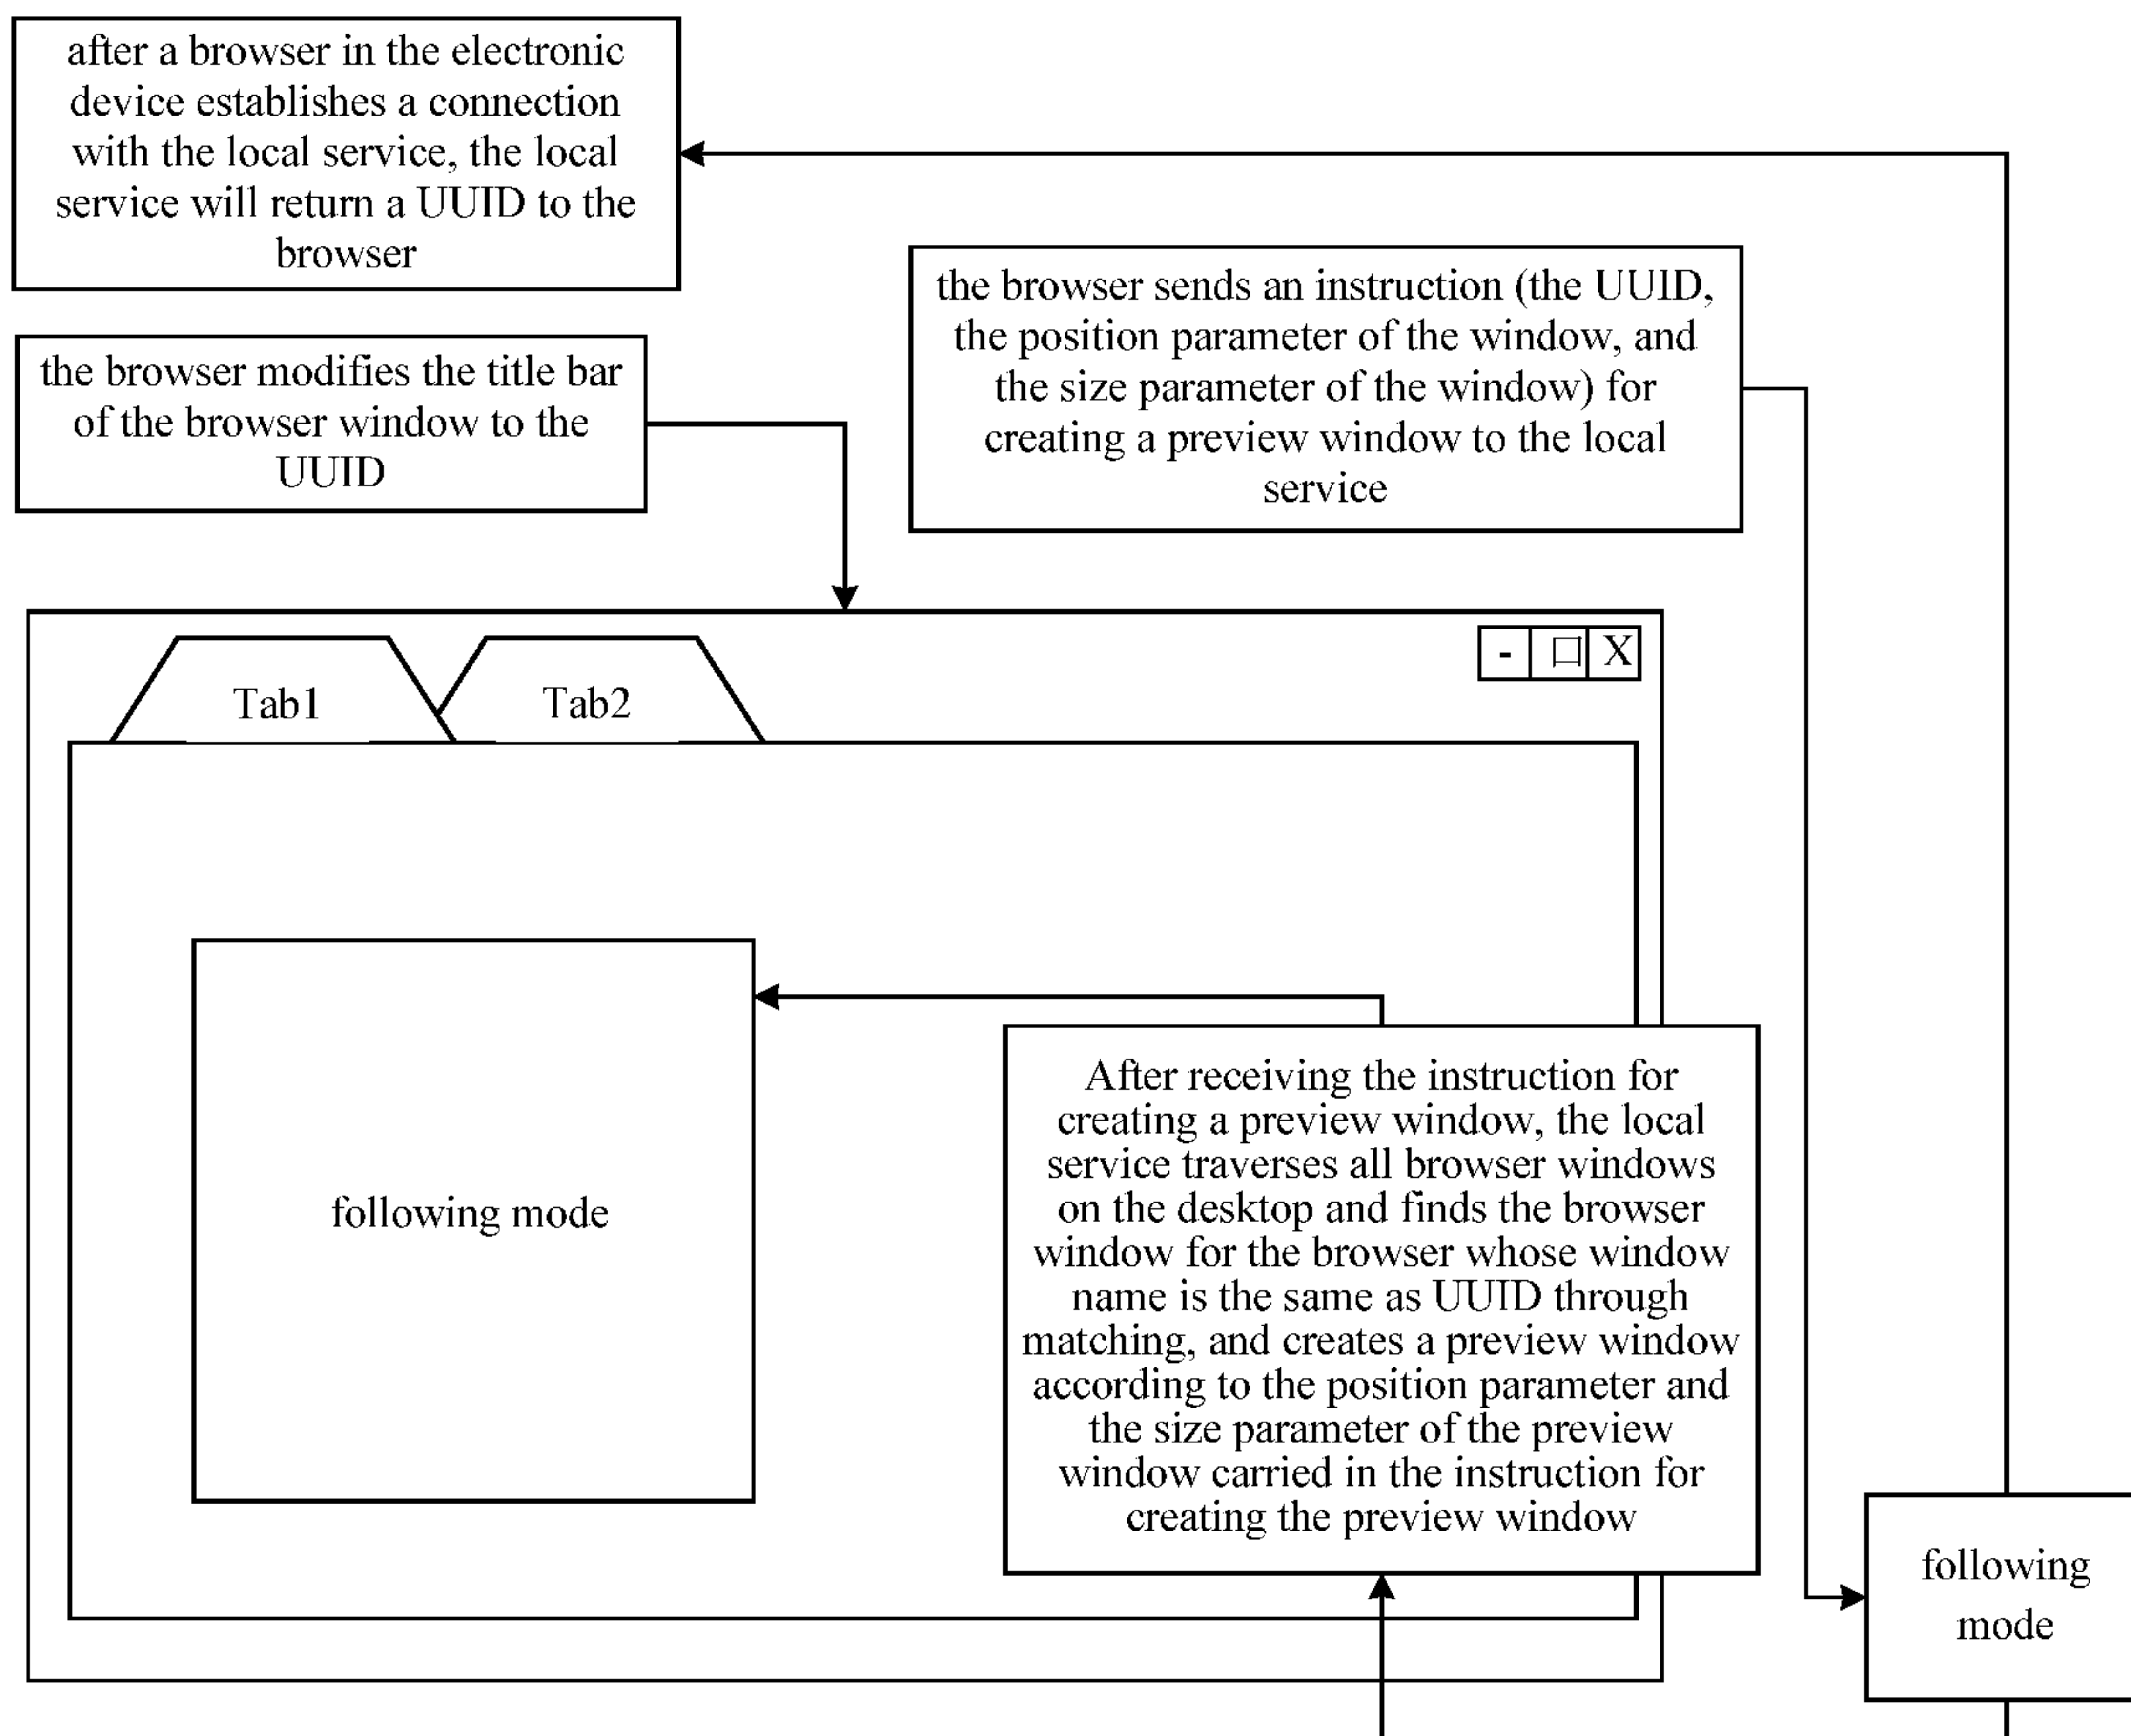 after a browser in the electronic
device establishes a connection
with the local service, the local
service will return a UUID to the
browser
the browser sends an instruction (the UUID,
the position parameter of the window, and
the size parameter of the window) for
creating a preview window to the local
service
the browser modifies the title bar
of the browser window to the
UUID
- □ X
Tab1
Tab2
following mode
After receiving the instruction for
creating a preview window, the local
service traverses all browser windows
on the desktop and finds the browser
window for the browser whose window
name is the same as UUID through
matching, and creates a preview window
according to the position parameter and
the size parameter of the preview
window carried in the instruction for
creating the preview window
following
mode